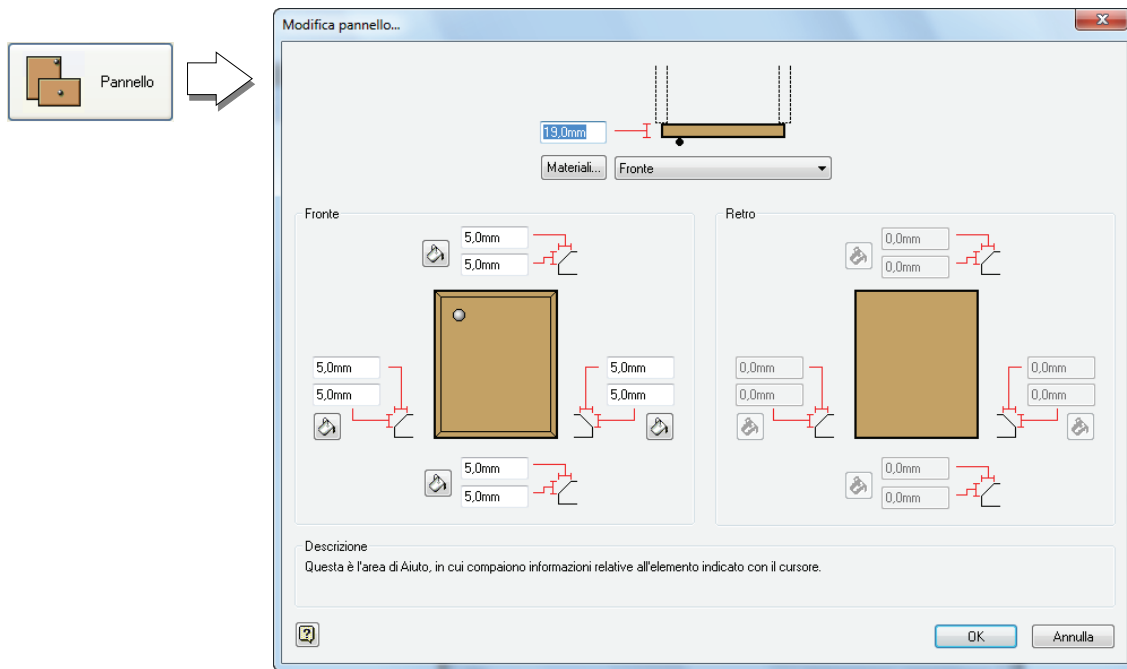 Modifica pannello...
Pannello
19,0mm
Materiali... Fronte
Fronte
5,0mm
5,0mm
5,0mm
5,0mm
5,0mm
5,0mm
5,0mm
5,0mm
Retro
0,0mm
0,0mm
0,0mm
0,0mm
0,0mm
0,0mm
0,0mm
0,0mm
Descrizione
Questa è l'area di Aiuto, in cui compaiono informazioni relative all'elemento indicato con il cursore.
?
OK Annulla